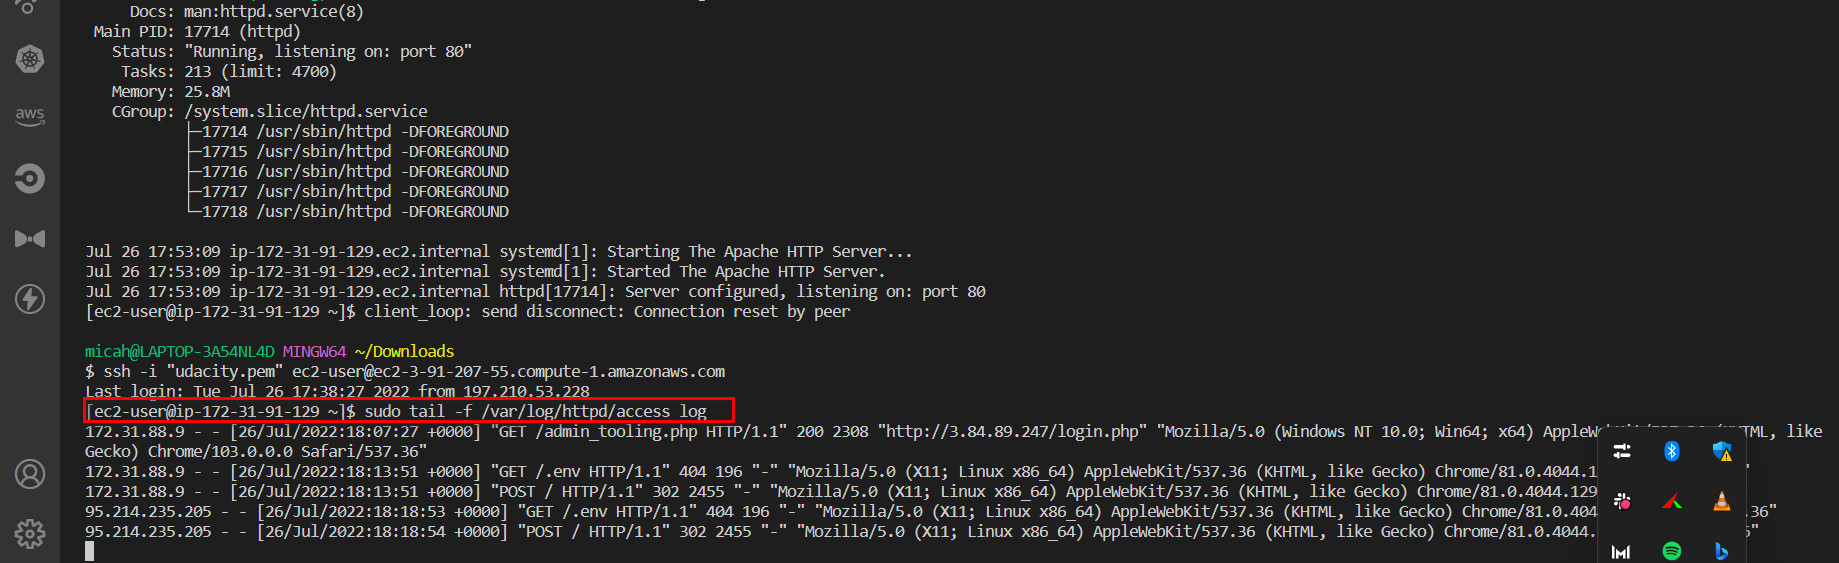 Docs: man:httpd.service(8)
Main PID: 17714 (httpd)
Status: "Running, listening on: port 80"
Tasks: 213 (limit: 4700)
Memory: 25.8M
CGroup: /system.slice/httpd.service
├─17714 /usr/sbin/httpd -DFOREGROUND
├─17715 /usr/sbin/httpd -DFOREGROUND
├─17716 /usr/sbin/httpd -DFOREGROUND
├─17717 /usr/sbin/httpd -DFOREGROUND
└─17718 /usr/sbin/httpd -DFOREGROUND
Jul 26 17:53:09 ip-172-31-91-129.ec2.internal systemd[1]: Starting The Apache HTTP Server...
Jul 26 17:53:09 ip-172-31-91-129.ec2.internal systemd[1]: Started The Apache HTTP Server.
Jul 26 17:53:09 ip-172-31-91-129.ec2.internal httpd[17714]: Server configured, listening on: port 80
[ec2-user@ip-172-31-91-129 ~]$ client_loop: send disconnect: Connection reset by peer
micah@LAPTOP-3A54NL4D MINGW64 ~/Downloads
$ ssh -i "udacity.pem" ec2-user@ec2-3-91-207-55.compute-1.amazonaws.com
Last login: Tue Jul 26 17:38:27 2022 from 197.210.53.228
[ec2-user@ip-172-31-91-129 ~]$ sudo tail -f /var/log/httpd/access log
172.31.88.9 - - [26/Jul/2022:18:07:27 +0000] "GET /admin_tooling.php HTTP/1.1" 200 2308 "http://3.84.89.247/login.php" "Mozilla/5.0 (Windows NT 10.0; Win64; x64) like
Gecko) Chrome/103.0.0.0 Safari/537.36"
172.31.88.9 - - [26/Jul/2022:18:13:51 +0000] "GET /.env HTTP/1.1" 404 196 "-" "Mozilla/5.0 (X11; Linux x86_64) AppleWebKit/537.36 (KHTML, like Gecko) Chrome/81.0.4044.1
172.31.88.9 - - [26/Jul/2022:18:13:51 +0000] "POST / HTTP/1.1" 302 2455 "-" "Mozilla/5.0 (X11; Linux x86_64) AppleWebKit/537.36 (KHTML, like Gecko) Chrome/81.0.4044.129
95.214.235.205 - - [26/Jul/2022:18:18:53 +0000] "GET /.env HTTP/1.1" 404 196 "-" "Mozilla/5.0 (X11; Linux x86_64) AppleWebKit/537.36 (KHTML, like Gecko) Chrome/81.0.404 .36"
95.214.235.205 - - [26/Jul/2022:18:18:54 +0000] "POST / HTTP/1.1" 302 2455 "-" "Mozilla/5.0 (X11; Linux x86_64) AppleWebKit/537.36 (KHTML, like Gecko) Chrome/81.0.4044.
aws